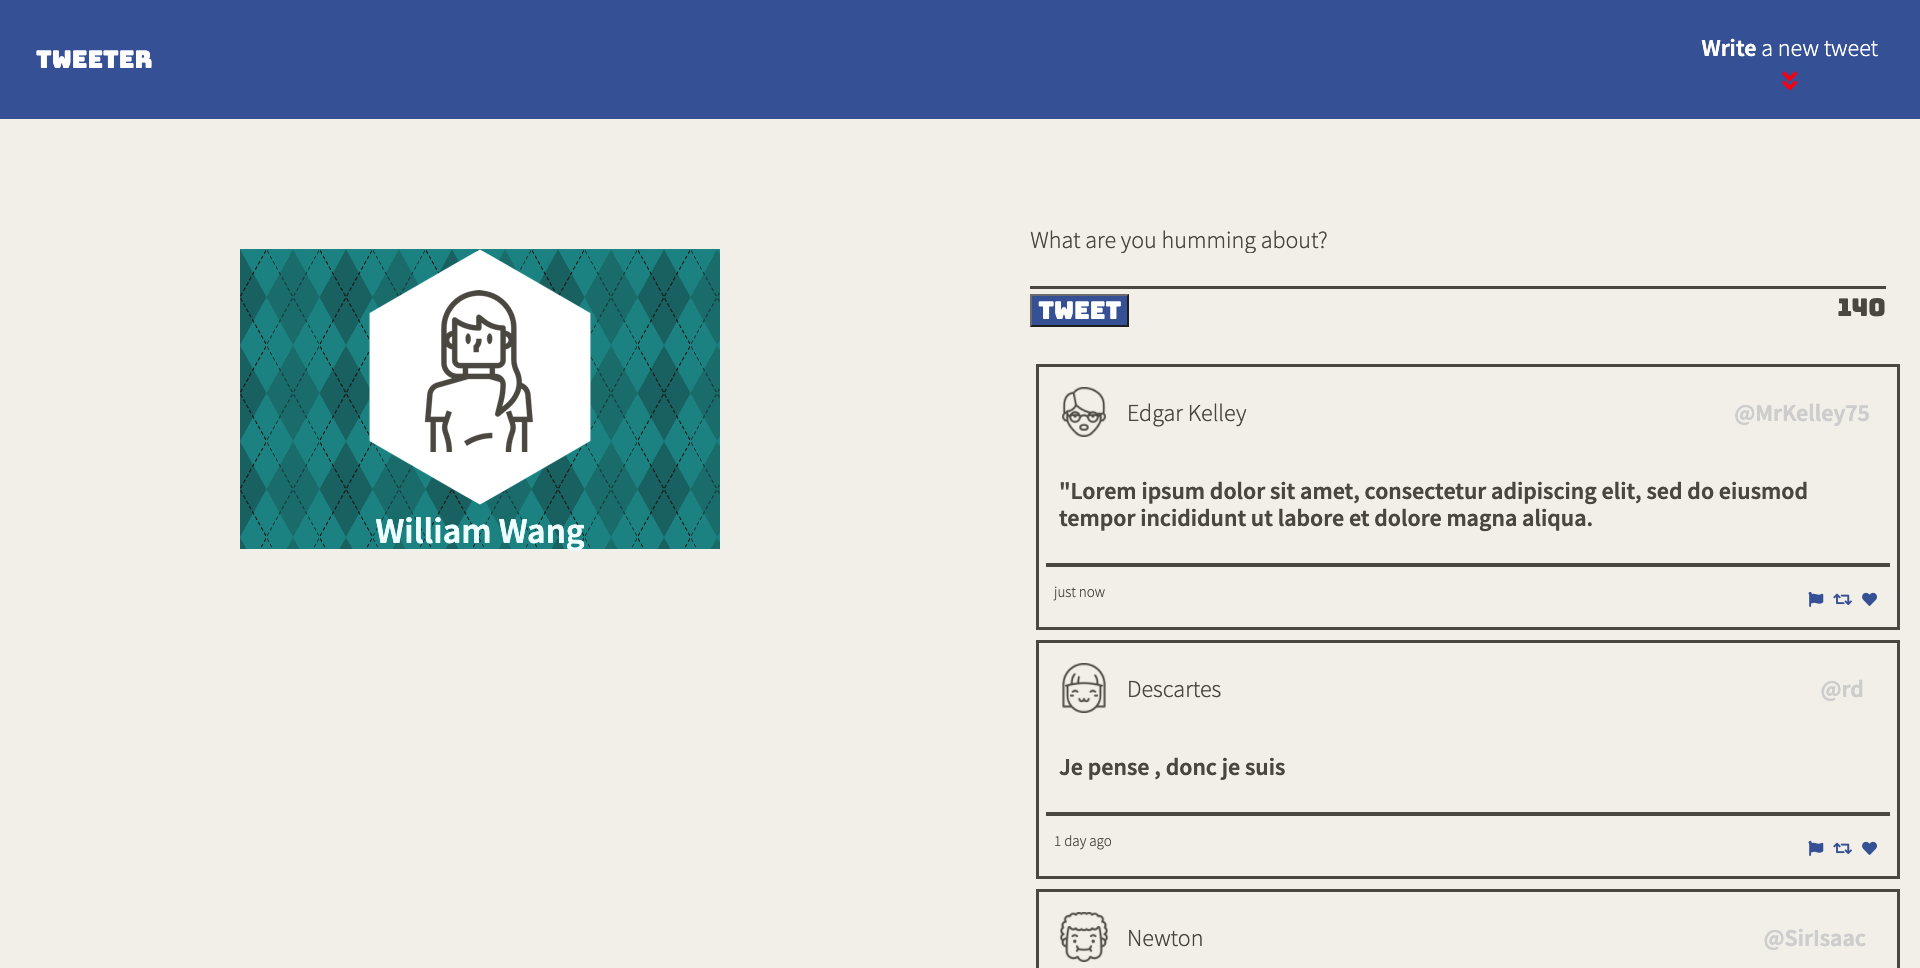 TWEETER
Write a new tweet
William Wang
What are you humming about?
TWEET
140
Edgar Kelley
@MrKelley75
"Lorem ipsum dolor sit amet, consectetur adipiscing elit, sed do eiusmod
tempor incididunt ut labore et dolore magna aliqua.
just now
Descartes
@rd
Je pense , donc je suis
1 day ago
Newton
@SirIsaac